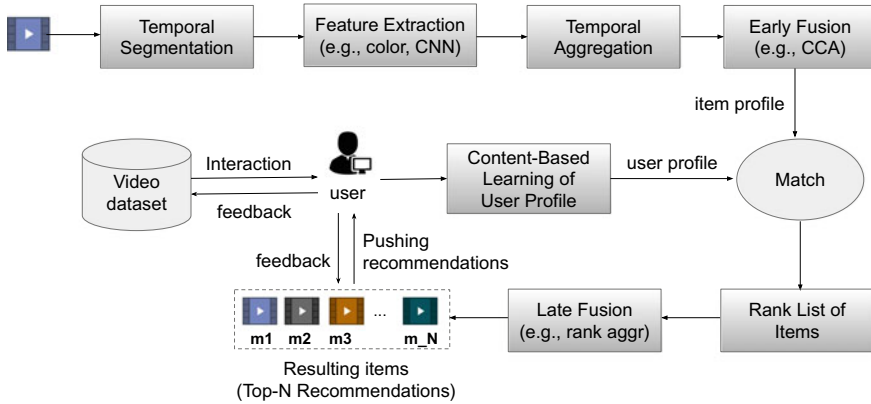 Temporal
Segmentation
Feature Extraction
(e.g., color, CNN)
Temporal
Aggregation
Early Fusion
(e.g., CCA)
item profile
Video
dataset
Interaction
feedback
user
Content-Based
Learning of
User Profile
user profile
Match
feedback
Pushing
recommendations
m1
m2
m3
...
m_N
Resulting items
(Top-N Recommendations)
Late Fusion
(e.g., rank aggr)
Rank List of
Items